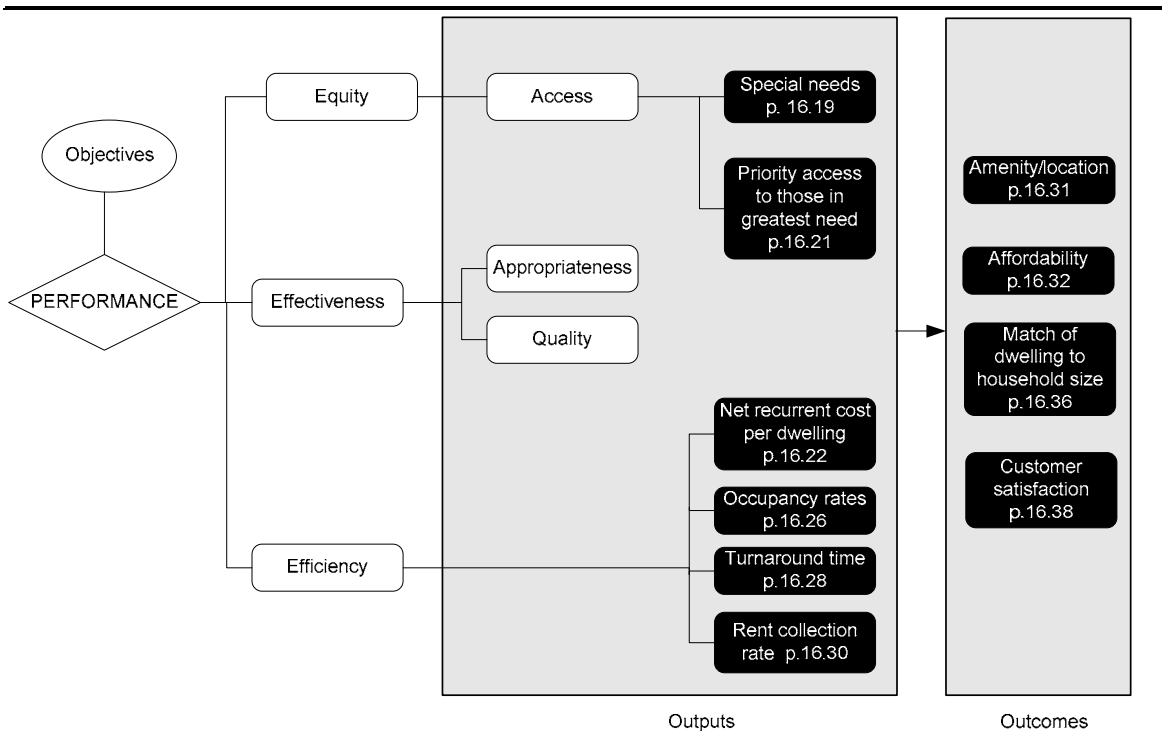 Objectives
PERFORMANCE
Equity
Effectiveness
Efficiency
Access
Appropriateness
Quality
Special needs
p. 16.19
Priority access
to those in
greatest need
p.16.21
Net recurrent cost
per dwelling
p.16.22
Occupancy rates
p.16.26
Turnaround time
p.16.28
Rent collection
rate p.16.30
Outputs
Amenity/location
p.16.31
Affordability
p.16.32
Match of
dwelling to
household size
p.16.36
Customer
satisfaction
p.16.38
Outcomes